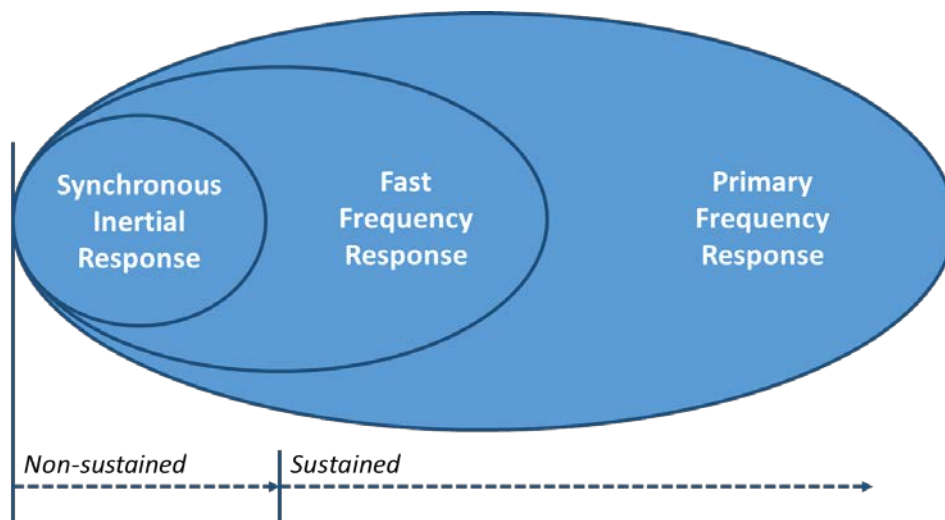 Synchronous
Inertial
Response
Fast
Frequency
Response
Primary
Frequency
Response
Non-sustained
Sustained